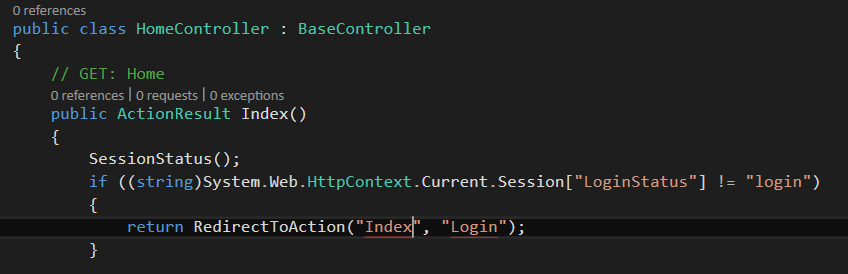 0 references
public class HomeController : BaseController
{
// GET: Home
0 references | 0 requests | 0 exceptions
public ActionResult Index()
{
SessionStatus();
if ((string)System.Web.HttpContext.Current.Session["LoginStatus"] != "login")
{
return RedirectToAction("Index", "Login");
}